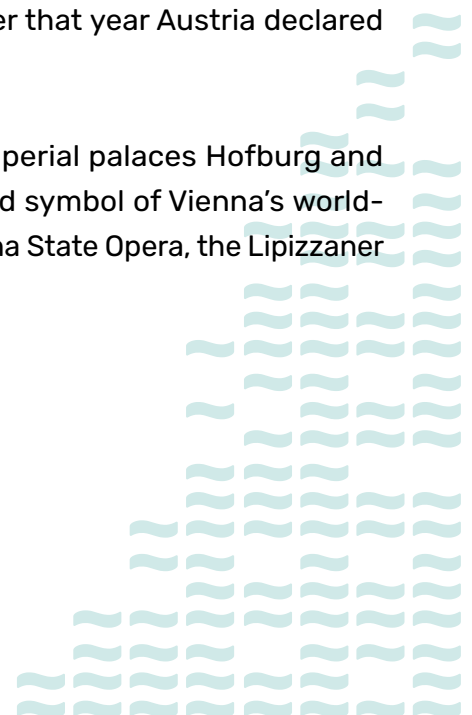 er that year Austria declared
perial palaces Hofburg and
d symbol of Vienna’s world-
na State Opera, the Lipizzaner